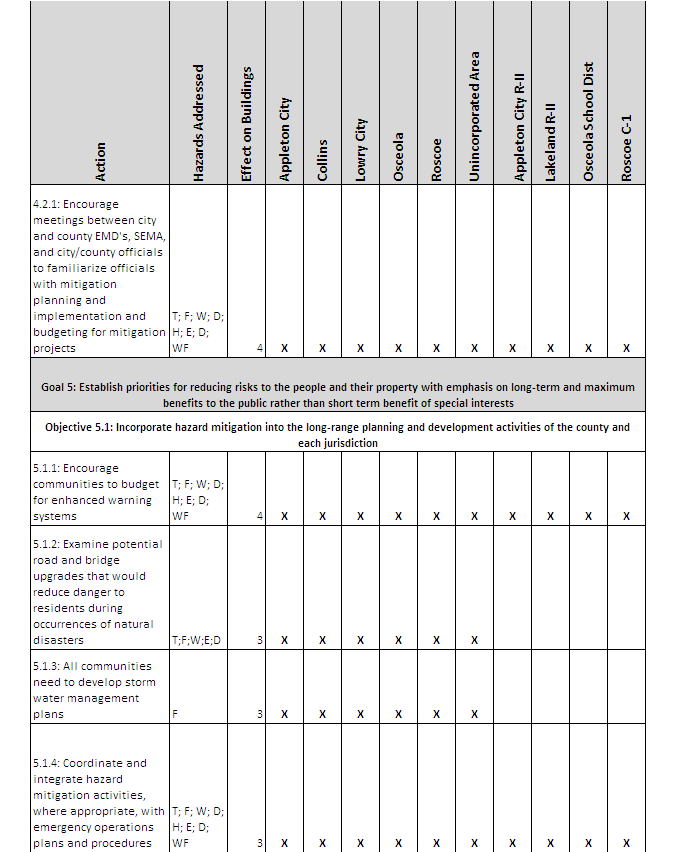 Action
Hazards Addressed
Effect on Buildings
Appleton City
Collins
Lowry City
Osceola
Roscoe
Unincorporated Area
Appleton City R-II
Lakeland R-II
Osceola School Dist
Roscoe C-1
4.2.1: Encourage
meetings between city
and county EMD's, SEMA,
and city/county officials
to familiarize officials
with mitigation
planning and
implementation and
budgeting for mitigation
projects
T; F; W; D;
H; E; D;
WF
4 X X X X X X X X X X
Goal 5: Establish priorities for reducing risks to the people and their property with emphasis on long-term and maximum
benefits to the public rather than short term benefit of special interests
Objective 5.1: Incorporate hazard mitigation into the long-range planning and development activities of the county and
each jurisdiction
5.1.1: Encourage
communities to budget
for enhanced warning
systems
T; F; W; D;
H; E; D;
WF
4 X X X X X X X X X X
5.1.2: Examine potential
road and bridge
upgrades that would
reduce danger to
residents during
occurrences of natural
disasters
T;F;W;E;D
3 X X X X X X
5.1.3: All communities
need to develop storm
water management
plans
F
3 X X X X X X
5.1.4: Coordinate and
integrate hazard
mitigation activities,
where appropriate, with
emergency operations
plans and procedures
T; F; W; D;
H; E; D;
WF
3 X X X X X X X X X X